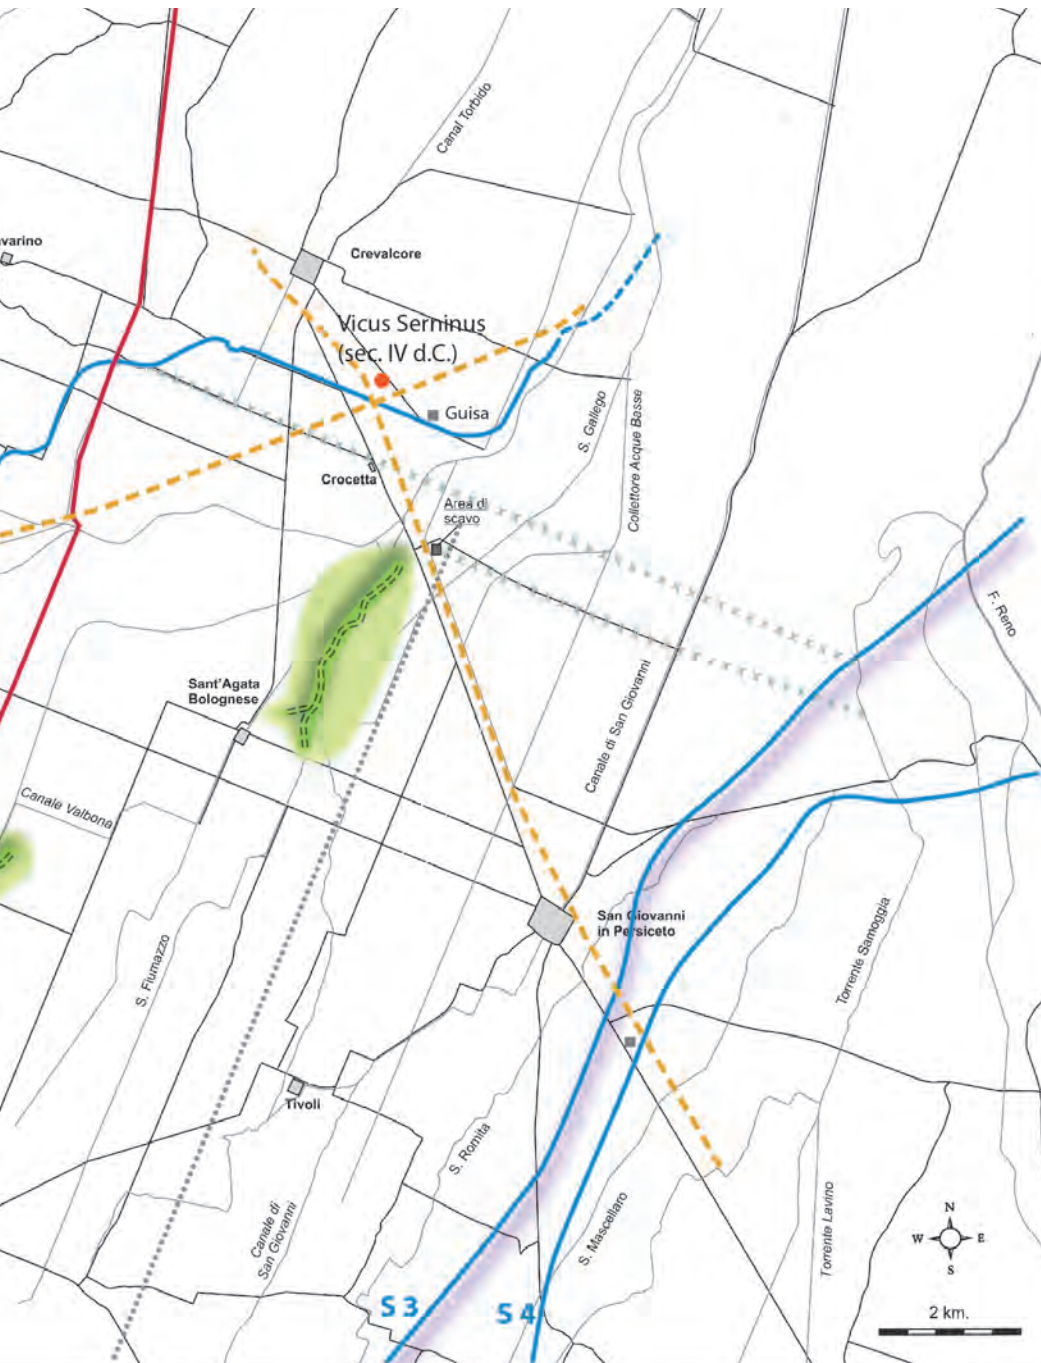 Canal Torbido
varino
Crevalcore
Vicus Serninus
(sec. IV d.C.)
Guisa
S. Gallego
Collettore Acque Basse
Crocetta
Area di
scavo
F. Reno
Sant'Agata
Bolognese
Canale di San Giovanni
Canale Valbona
San Giovanni
in Persiceto
Torrente Samoggia
S. Fiumazzo
Tivoli
S. Romita
Canale di
San Giovanni
S. Mascellaro
Torrente Lavino
N
W E
S
S 3
S 4
2 km.